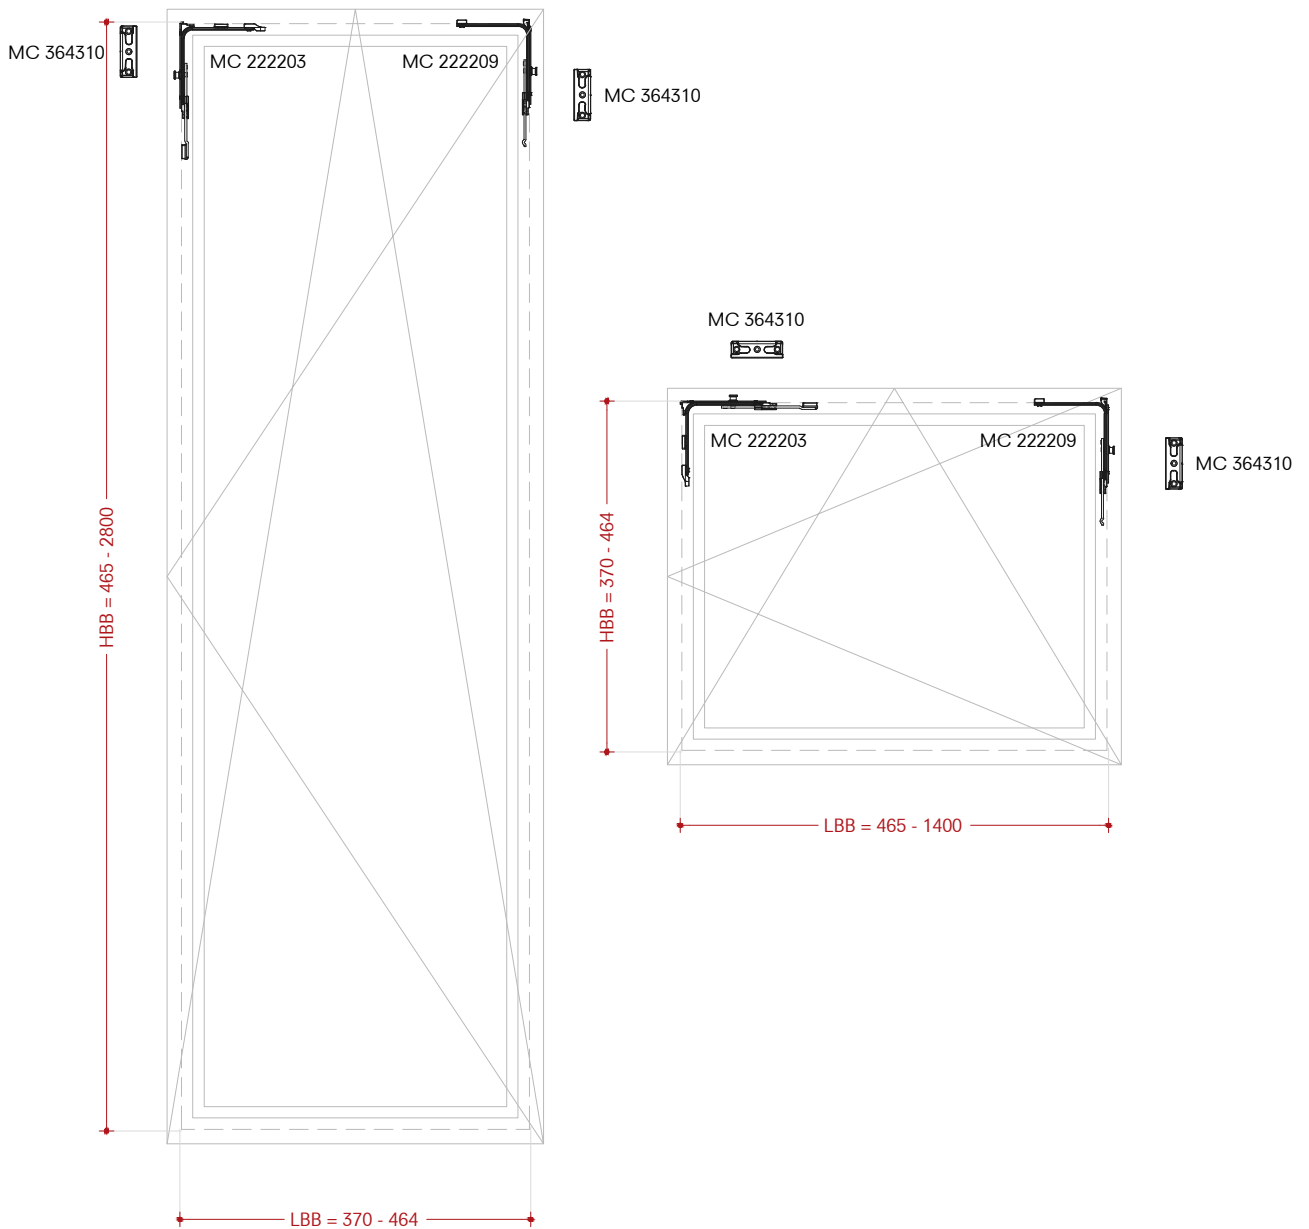 MC 364310
MC 222203
MC 222209
MC 364310
HBB = 465 - 2800
LBB = 370 - 464
MC 364310
MC 222203
MC 222209
MC 364310
HBB = 370 - 464
LBB = 465 - 1400